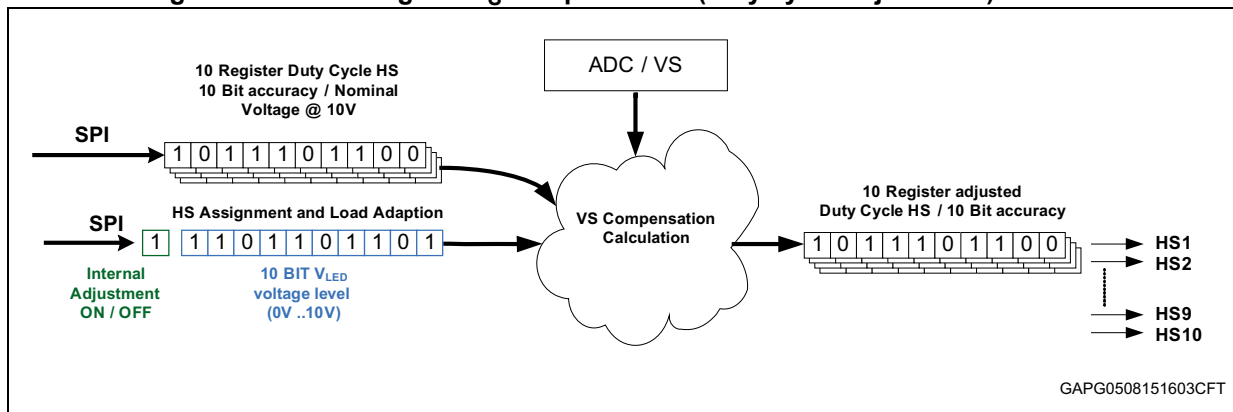 10 Register Duty Cycle HS
10 Bit accuracy / Nominal
Voltage @ 10V
ADC / VS
SPI
1 0 1 1 1 0 1 1 0 0
HS Assignment and Load Adaption
SPI
1 1 1 0 1 1 0 1 1 0 1
Internal
Adjustment
ON / OFF
10 BIT VLED
voltage level
(0V ..10V)
VS Compensation
Calculation
10 Register adjusted
Duty Cycle HS / 10 Bit accuracy
1 0 1 1 1 0 1 1 0 0
HS1
HS2
HS9
HS10
GAPG0508151603CFT